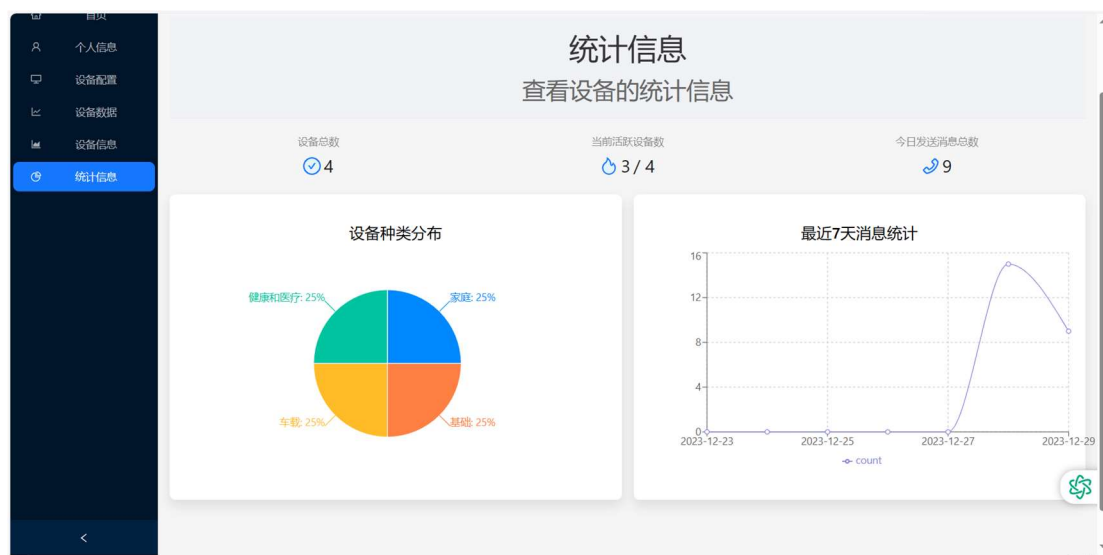 首页
个人信息
设备配置
设备数据
设备信息
统计信息
统计信息
查看设备的统计信息
设备总数
4
当前活跃设备数
3 / 4
今日发送消息总数
9
设备种类分布
健康和医疗: 25%
家庭: 25%
车载: 25%
基础: 25%
最近7天消息统计
16
12
8
4
0
2023-12-23
2023-12-25
2023-12-27
2023-12-29
count